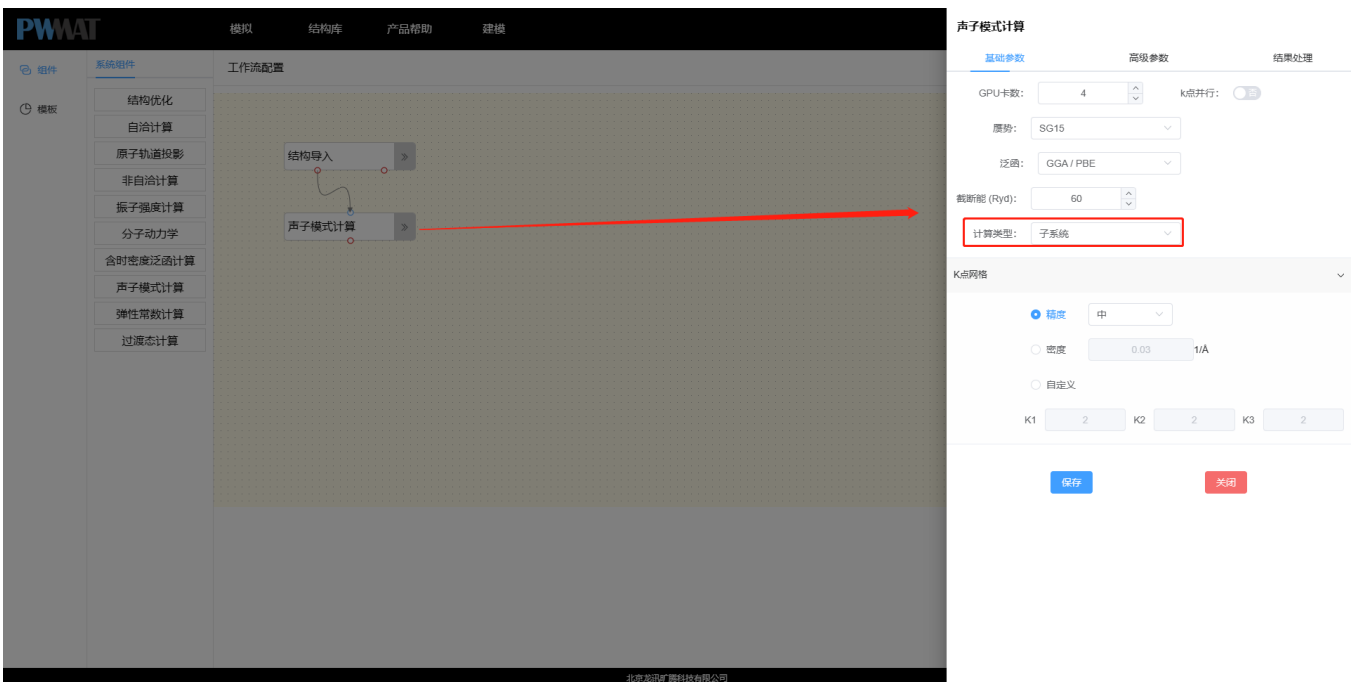 PWMAT
模拟
结构库
产品帮助
建模
组件
模板
系统组件
结构优化
自洽计算
原子轨道投影
非自洽计算
振子强度计算
分子动力学
含时密度泛函计算
声子模式计算
弹性常数计算
过渡态计算
工作流配置
结构导入
声子模式计算
北京龙讯旷腾科技有限公司
声子模式计算
基础参数 高级参数 结果处理
GPU卡数: 4 k点并行: 否
赝势: SG15
泛函: GGA / PBE
截断能 (Ryd): 60
计算类型: 子系统
K点网格
精度 中
密度 0.03 1/Å
自定义
K1 2 K2 2 K3 2
保存 关闭